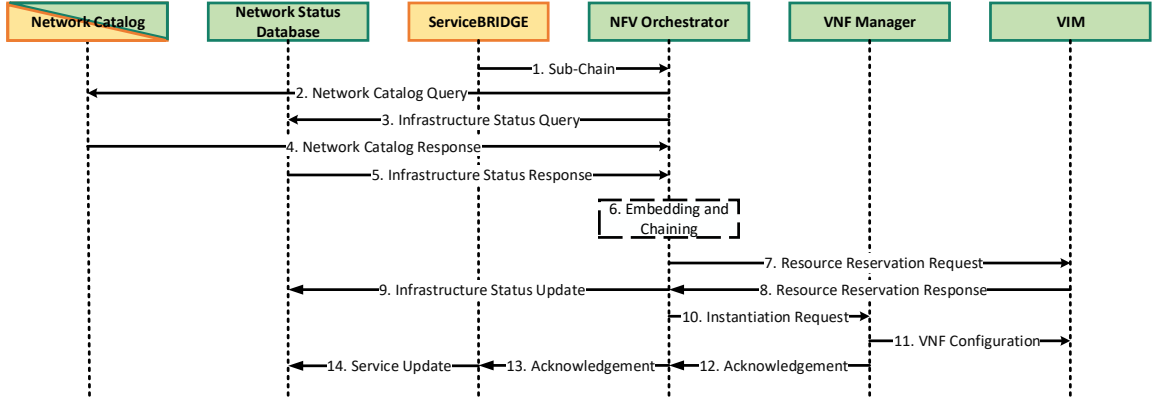 Network Catalog
Network Status
Database
ServiceBRIDGE
NFV Orchestrator
VNF Manager
VIM
1. Sub-Chain
2. Network Catalog Query
3. Infrastructure Status Query
4. Network Catalog Response
5. Infrastructure Status Response
6. Embedding and
Chaining
7. Resource Reservation Request
9. Infrastructure Status Update
8. Resource Reservation Response
10. Instantiation Request
11. VNF Configuration
14. Service Update
13. Acknowledgement
12. Acknowledgement